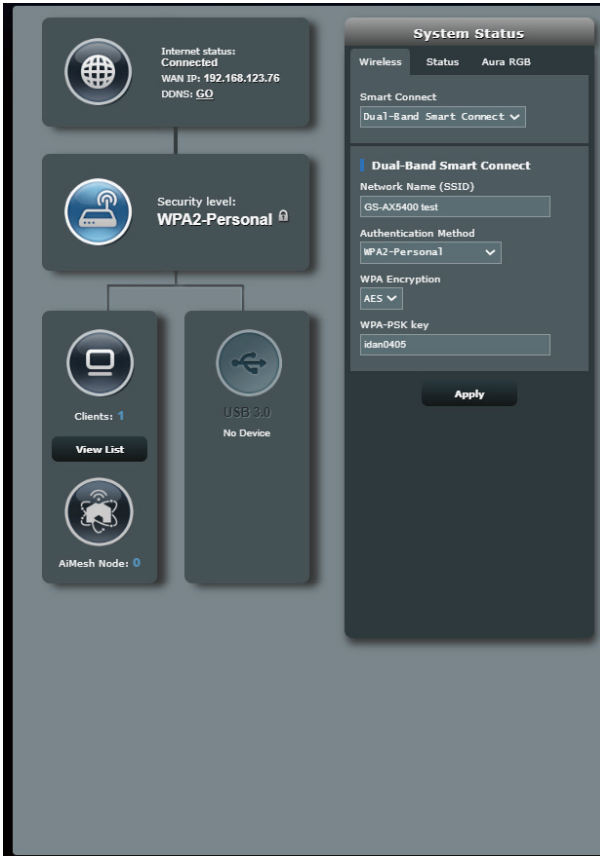 Internet status:
Connected
WAN IP: 192.168.123.76
DDNS: GO
Security level:
WPA2-Personal
Clients: 1
View List
AiMesh Node: 0
USB 3.0
No Device
System Status
Wireless
Status
Aura RGB
Smart Connect
Dual-Band Smart Connect
Dual-Band Smart Connect
Network Name (SSID)
GS-AX5400 test
Authentication Method
WPA2-Personal
WPA Encryption
AES
WPA-PSK key
idan0405
Apply